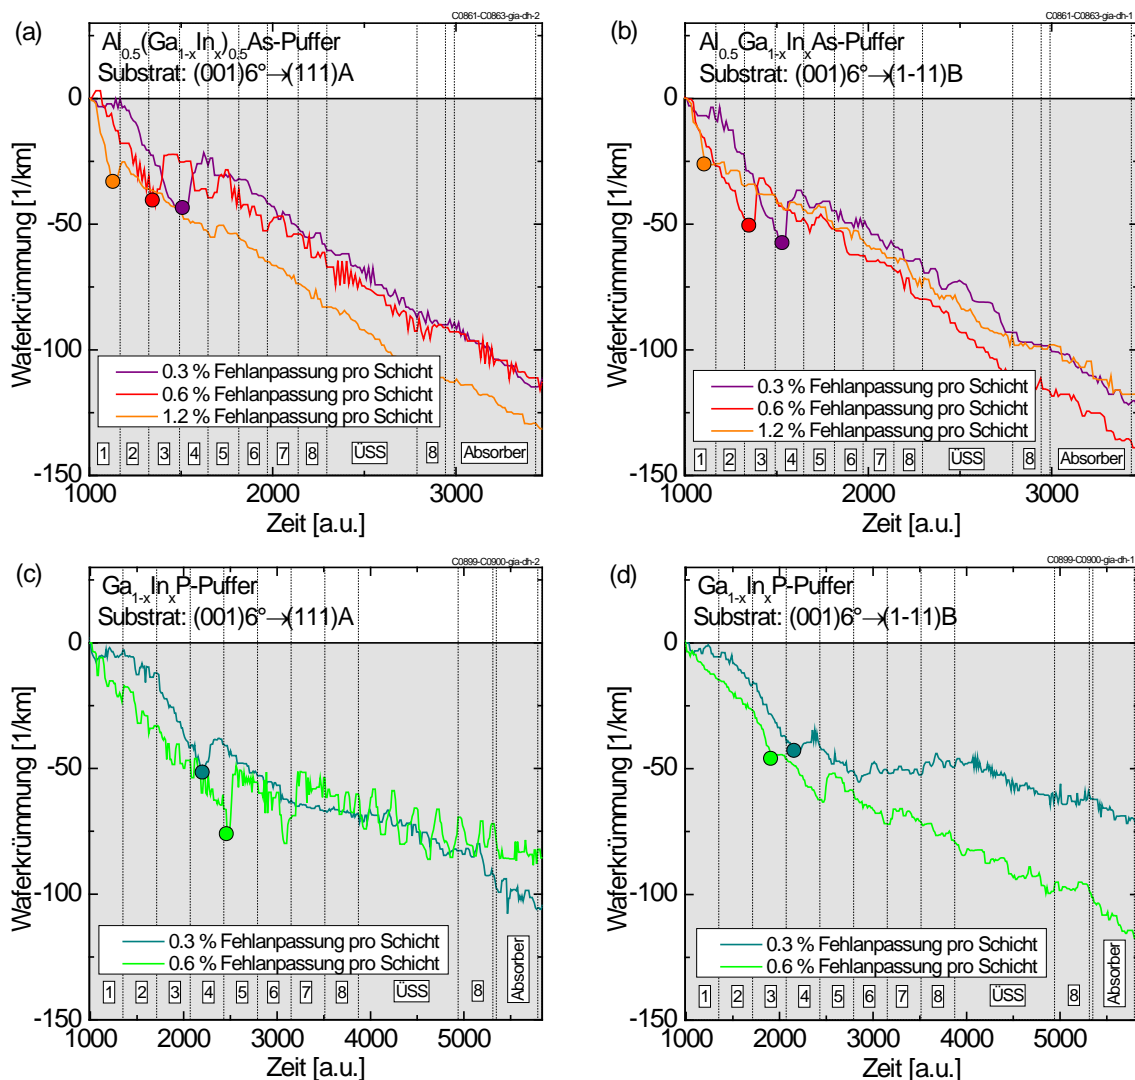 C0861-C0863-gia-dh-2
(a)
Al0.5(Ga1-xInx)0.5As-Puffer
Substrat: (001)6°→(111)A
0
-50
-100
-150
Waferkrümmung [1/km]
0.3 % Fehlanpassung pro Schicht
0.6 % Fehlanpassung pro Schicht
1.2 % Fehlanpassung pro Schicht
1 2 3 4 5 6 7 8 ÜSS 8 Absorber
1000 2000 3000
Zeit [a.u.]
C0861-C0863-gia-dh-1
(b)
Al0.5Ga1-xInxAs-Puffer
Substrat: (001)6°→(1-11)B
0
-50
-100
-150
Waferkrümmung [1/km]
0.3 % Fehlanpassung pro Schicht
0.6 % Fehlanpassung pro Schicht
1.2 % Fehlanpassung pro Schicht
1 2 3 4 5 6 7 8 ÜSS 8 Absorber
1000 2000 3000
Zeit [a.u.]
C0899-C0900-gia-dh-2
(c)
Ga1-xInxP-Puffer
Substrat: (001)6°→(111)A
0
-50
-100
-150
Waferkrümmung [1/km]
0.3 % Fehlanpassung pro Schicht
0.6 % Fehlanpassung pro Schicht
1 2 3 4 5 6 7 8 ÜSS 8 Absorber
1000 2000 3000 4000 5000
Zeit [a.u.]
C0899-C0900-gia-dh-1
(d)
Ga1-xInxP-Puffer
Substrat: (001)6°→(1-11)B
0
-50
-100
-150
Waferkrümmung [1/km]
0.3 % Fehlanpassung pro Schicht
0.6 % Fehlanpassung pro Schicht
1 2 3 4 5 6 7 8 ÜSS 8 Absorber
1000 2000 3000 4000 5000
Zeit [a.u.]